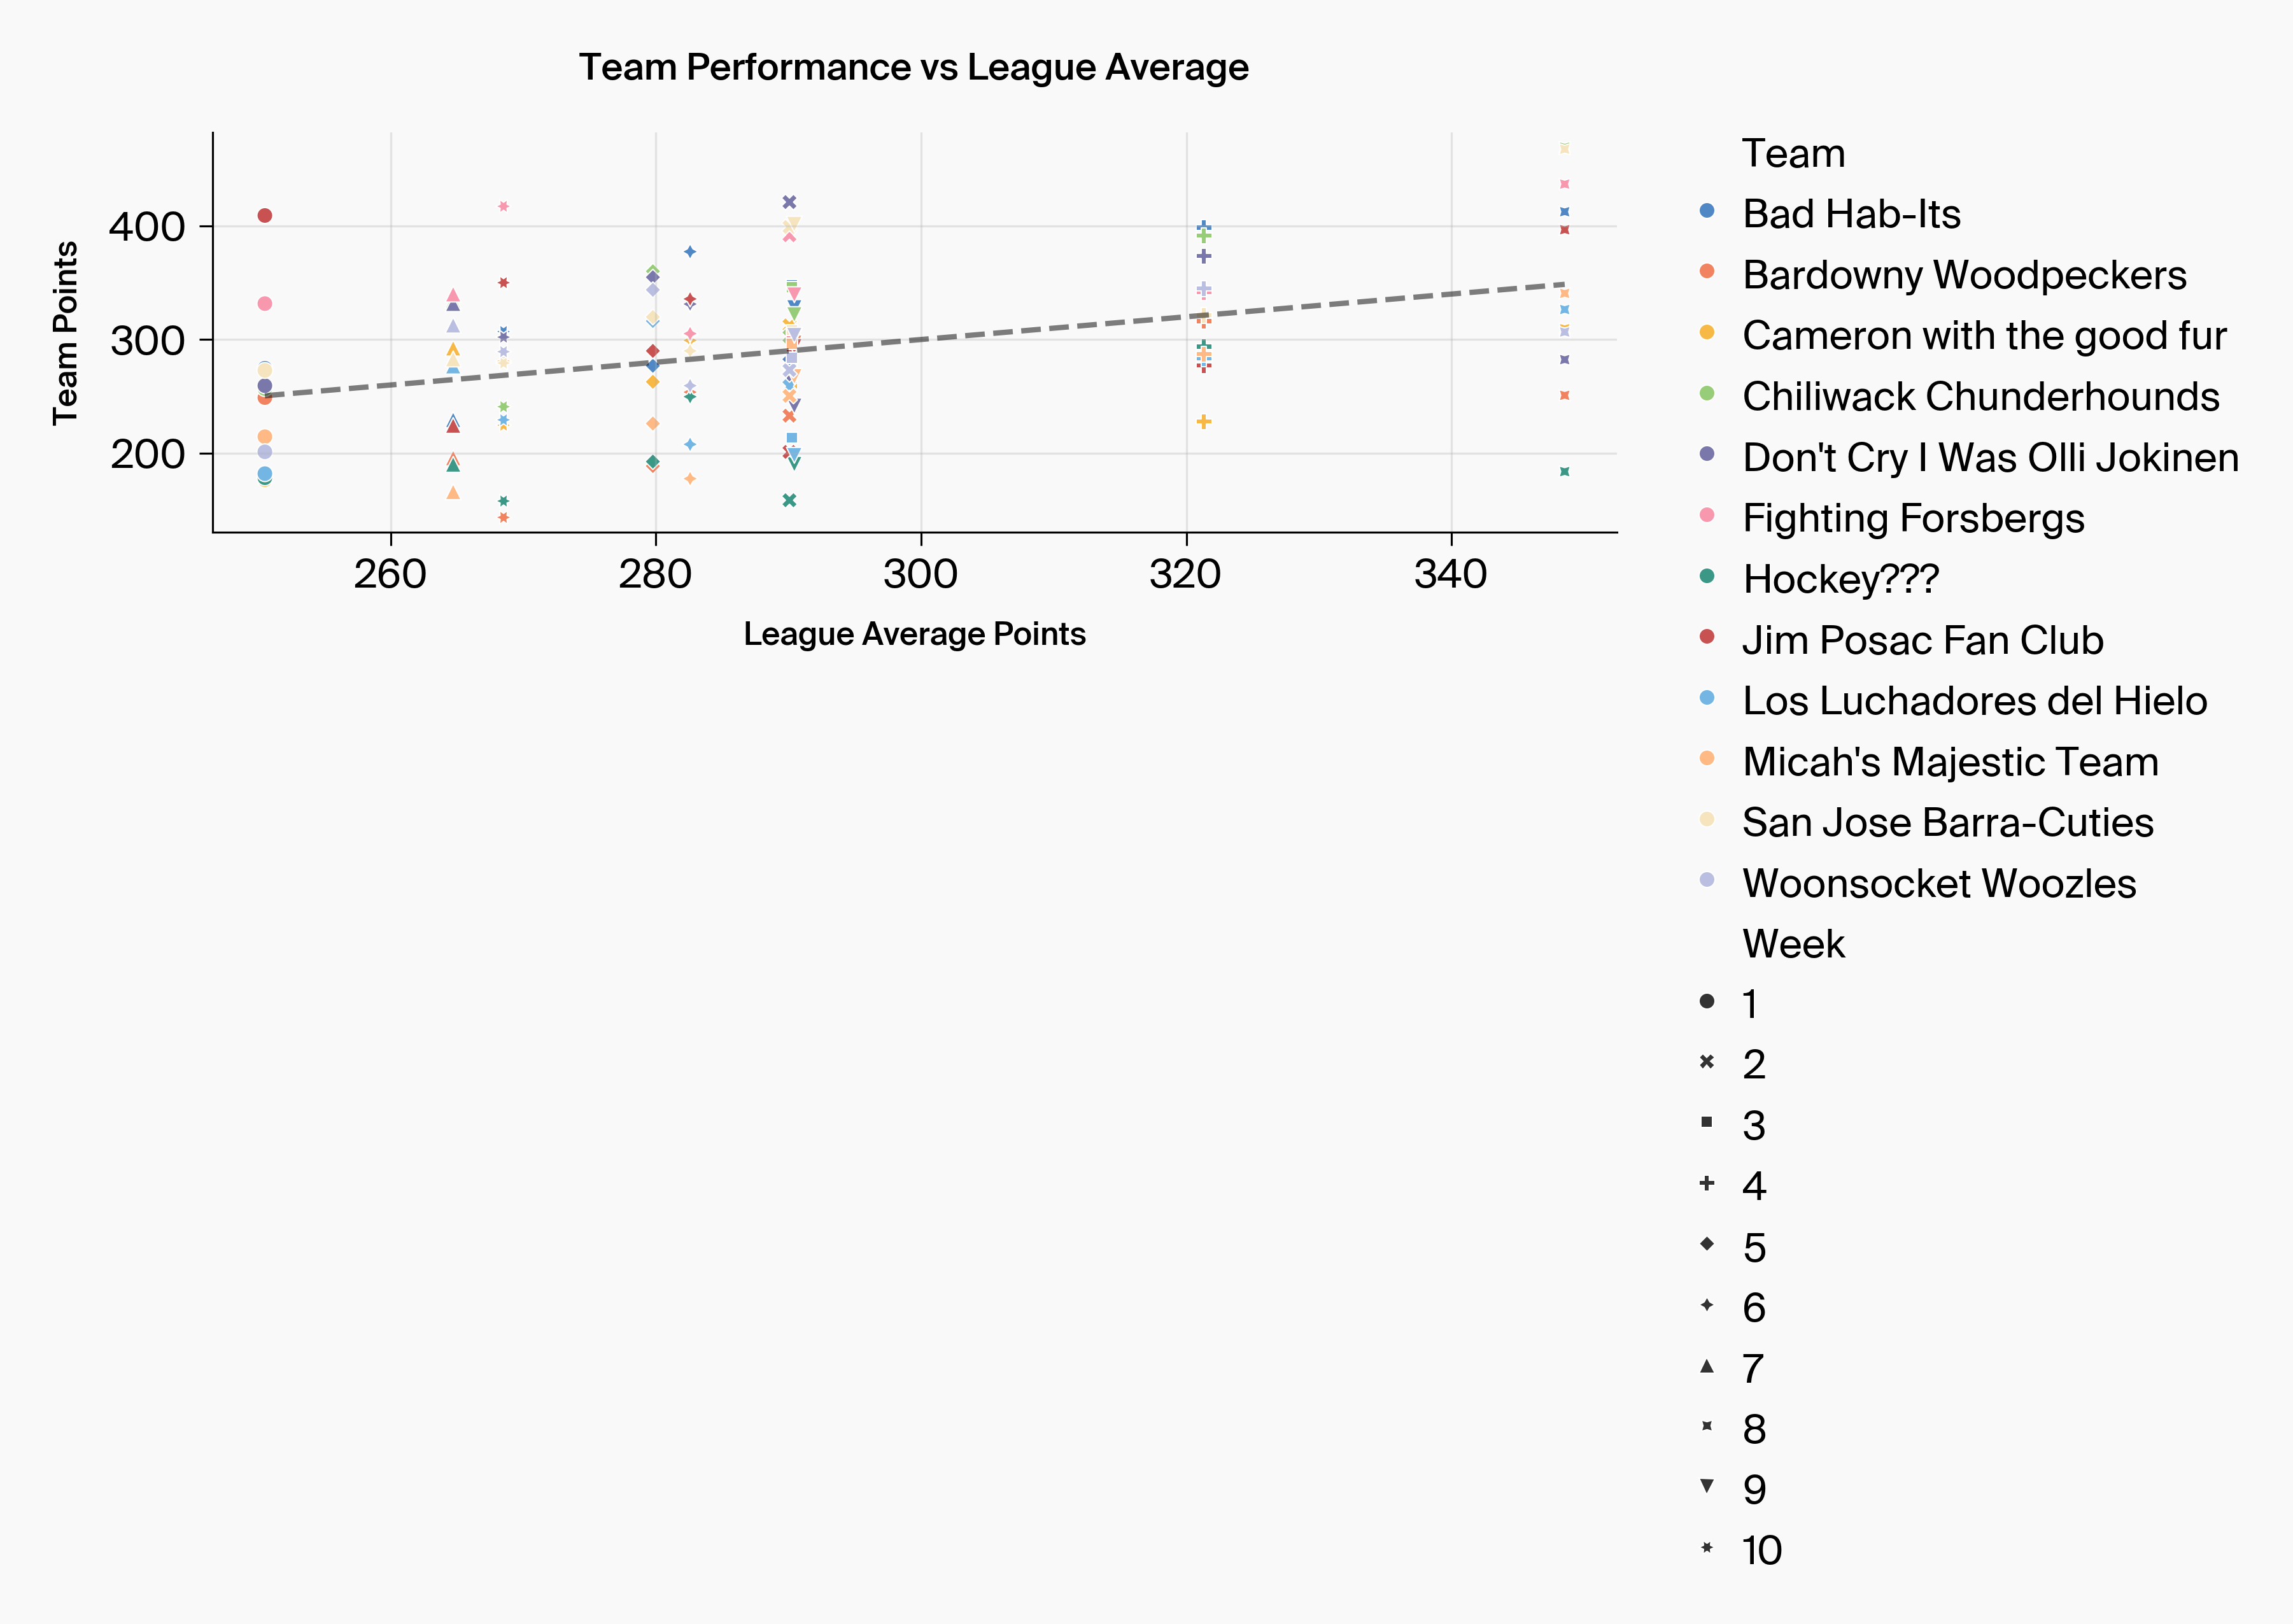 Team Performance vs League Average
Team Points
400
300
200
260 280 300 320 340
League Average Points
Team
Bad Hab-Its
Bardowny Woodpeckers
Cameron with the good fur
Chiliwack Chunderhounds
Don't Cry I Was Olli Jokinen
Fighting Forsbergs
Hockey???
Jim Posac Fan Club
Los Luchadores del Hielo
Micah's Majestic Team
San Jose Barra-Cuties
Woonsocket Woozles
Week
1
2
3
4
5
6
7
8
9
10